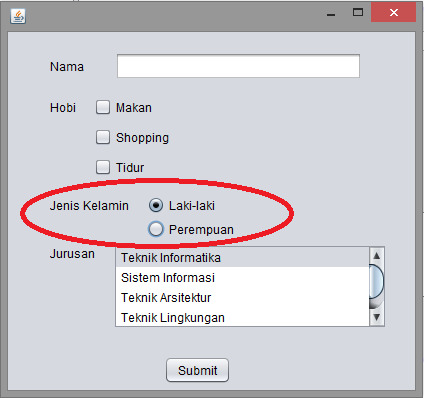 Nama
Hobi Makan
Shopping
Tidur
Jenis Kelamin Laki-laki
Perempuan
Jurusan Teknik Informatika
Sistem Informasi
Teknik Arsitektur
Teknik Lingkungan
Submit